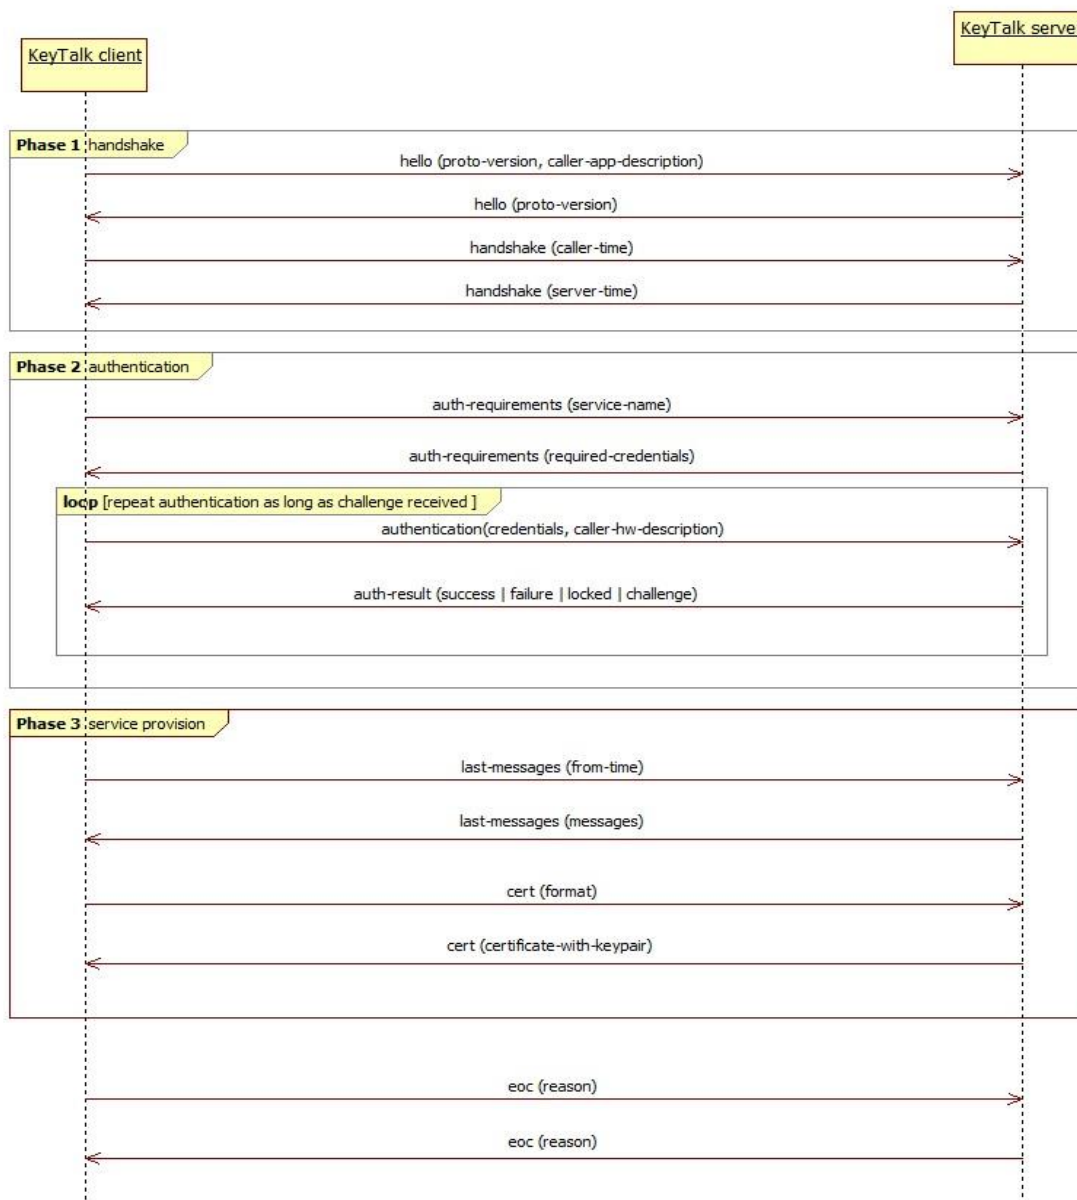 KeyTalk client
KeyTalk serve
Phase 1 handshake
hello (proto-version, caller-app-description)
hello (proto-version)
handshake (caller-time)
handshake (server-time)
Phase 2 authentication
auth-requirements (service-name)
auth-requirements (required-credentials)
loop [repeat authentication as long as challenge received ]
authentication(credentials, caller-hw-description)
auth-result (success | failure | locked | challenge)
Phase 3 service provision
last-messages (from-time)
last-messages (messages)
cert (format)
cert (certificate-with-keypair)
eoc (reason)
eoc (reason)